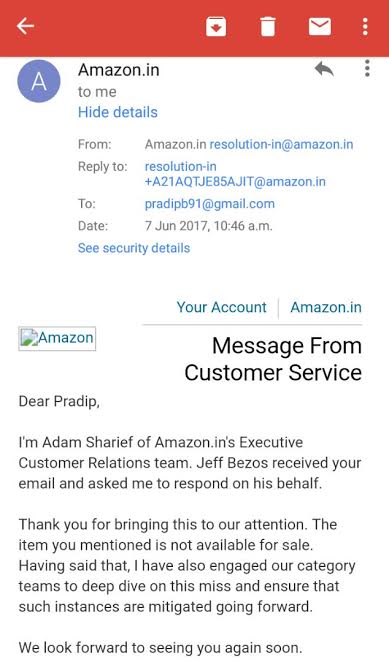 A
Amazon.in
to me
Hide details
From: Amazon.in resolution-in@amazon.in
Reply to: resolution-in
+A21AQTJE85AJIT@amazon.in
To: pradipb91@gmail.com
Date: 7 Jun 2017, 10:46 a.m.
See security details
Your Account Amazon.in
Amazon
Message From
Customer Service
Dear Pradip,
I'm Adam Sharief of Amazon.in's Executive
Customer Relations team. Jeff Bezos received your
email and asked me to respond on his behalf.
Thank you for bringing this to our attention. The
item you mentioned is not available for sale.
Having said that, I have also engaged our category
teams to deep dive on this miss and ensure that
such instances are mitigated going forward.
We look forward to seeing you again soon.